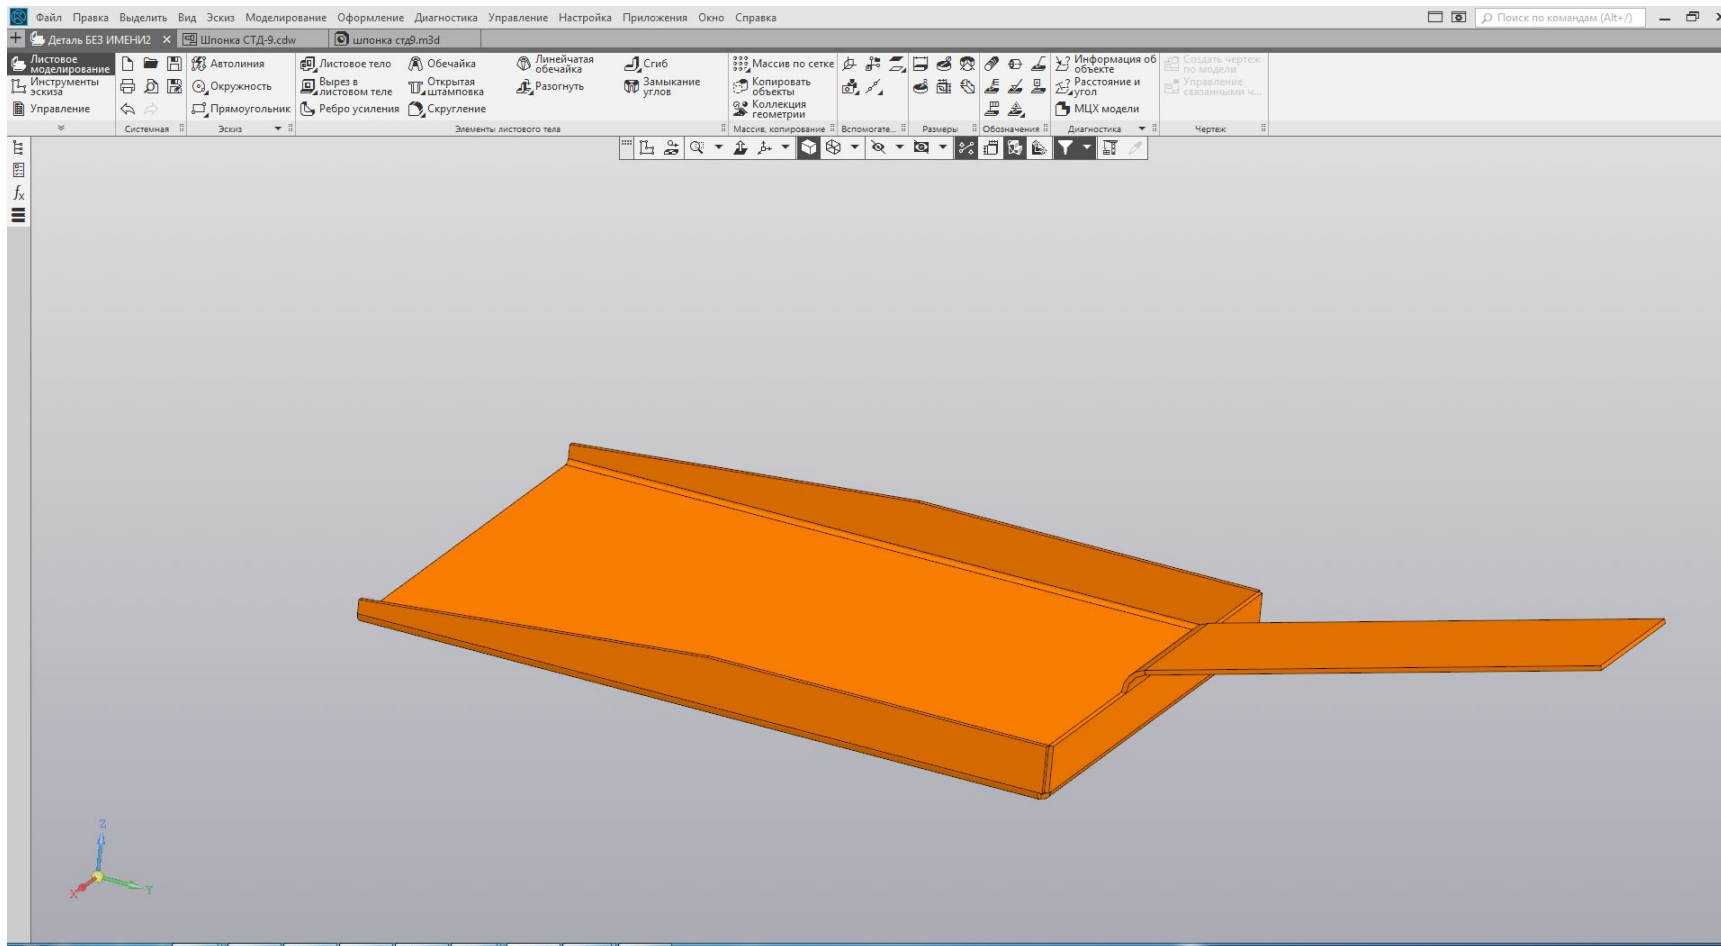 Файл Правка Выделить Вид Эскиз Моделирование Оформление Диагностика Управление Настройка Приложения Окно Справка
Поиск по командам (Alt+/)
Деталь БЕЗ ИМЕНИ2
Шпонка СТД-9.cdw
шпонка стд9.m3d
Листовое моделирование
Инструменты эскиза
Управление
Системная
Автолиния
Окружность
Прямоугольник
Эскиз
Листовое тело
Вырез в листовом теле
Ребро усиления
Обечайка
Открытая штамповка
Скругление
Линейчатая обечайка
Разогнуть
Сгиб
Замыкание углов
Элементы листового тела
Массив по сетке
Копировать объекты
Коллекция геометрии
Массив, копирование
Вспомогате...
Размеры
Обозначения
Информация об объекте
Расстояние и угол
МЦХ модели
Диагностика
Создать чертеж по модели
Управление связанными ч...
Чертеж
fx
Z
X
Y